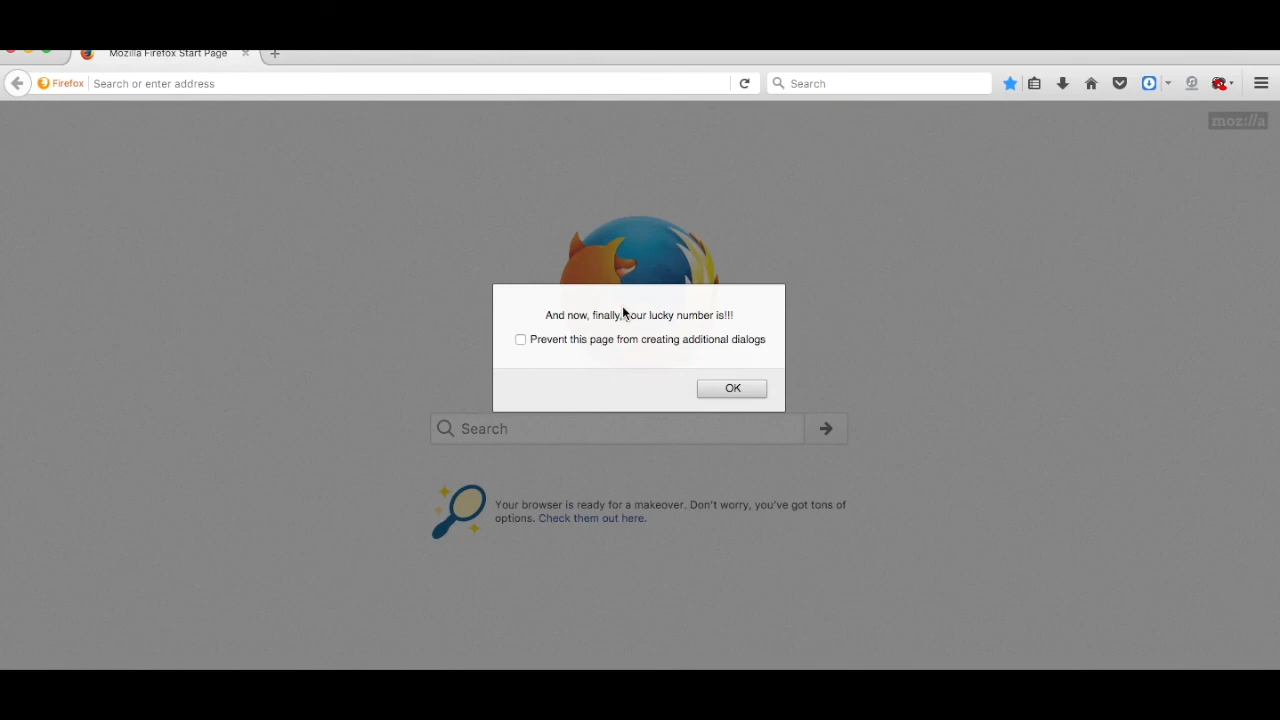 Mozilla Firefox Start Page
Firefox Search or enter address
Search
moz://a
And now, finally, your lucky number is!!!
Prevent this page from creating additional dialogs
OK
Search
Your browser is ready for a makeover. Don't worry, you've got tons of
options. Check them out here.